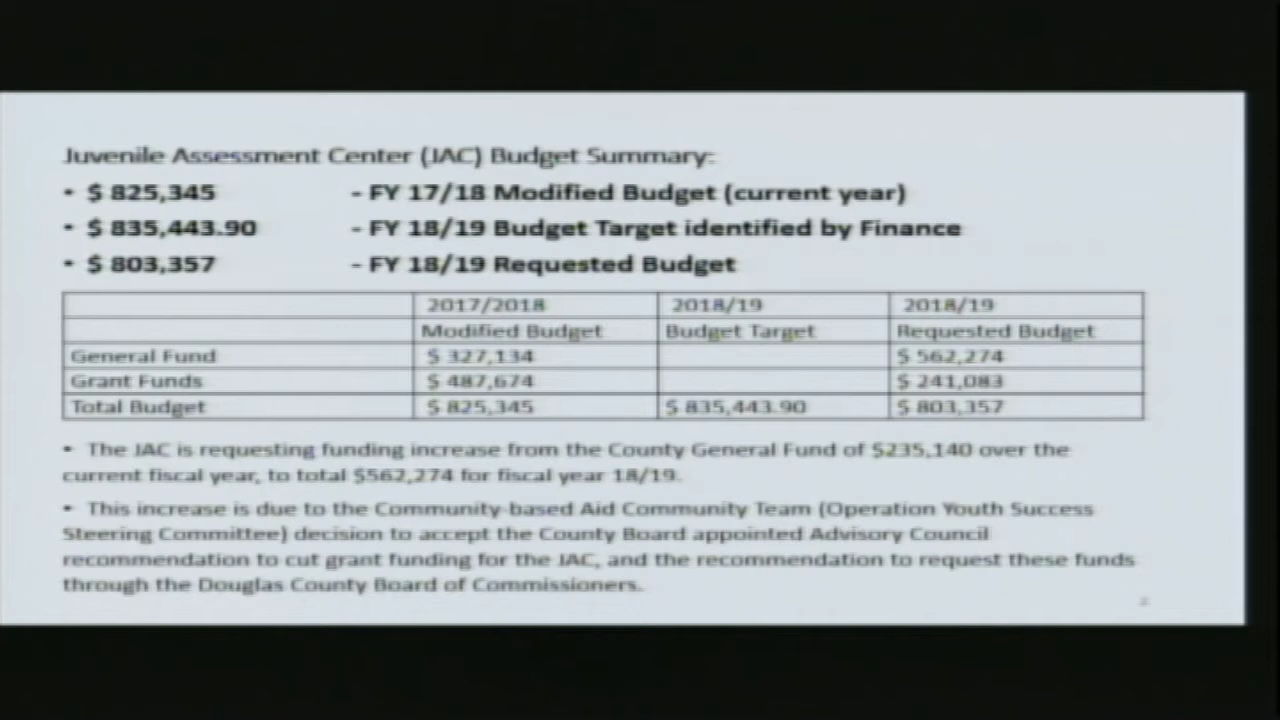 Juvenile Assessment Center (JAC) Budget Summary:
• $ 825,345 - FY 17/18 Modified Budget (current year)
• $ 835,443.90 - FY 18/19 Budget Target identified by Finance
• $ 803,357 - FY 18/19 Requested Budget
2017/2018 2018/19 2018/19
Modified Budget Budget Target Requested Budget
General Fund $ 327,134 $ 562,274
Grant Funds $ 487,674 $ 241,083
Total Budget $ 825,345 $ 835,443.90 $ 803,357
• The JAC is requesting funding increase from the County General Fund of $235,140 over the
current fiscal year, to total $562,274 for fiscal year 18/19.
• This increase is due to the Community-based Aid Community Team (Operation Youth Success
Steering Committee) decision to accept the County Board appointed Advisory Council
recommendation to cut grant funding for the JAC, and the recommendation to request these funds
through the Douglas County Board of Commissioners.
2